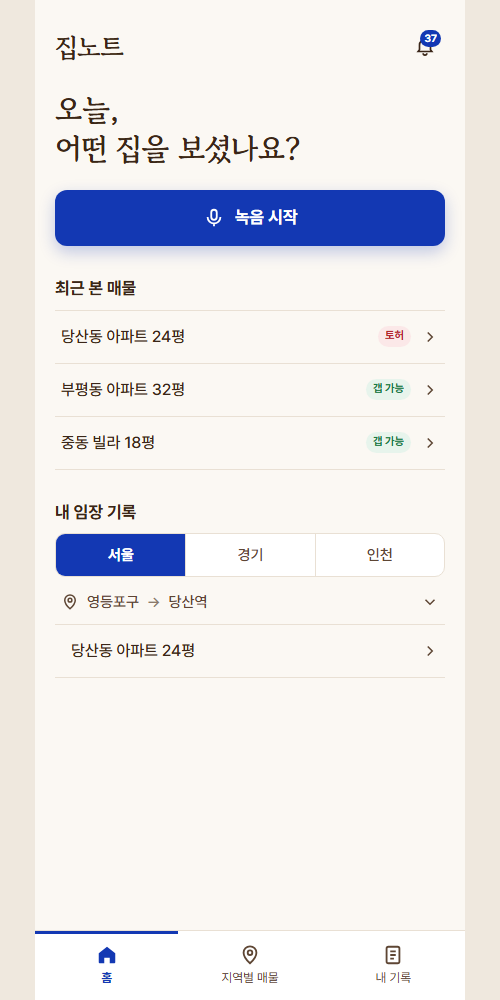 집노트
37
오늘,
어떤 집을 보셨나요?
녹음 시작
최근 본 매물
당산동 아파트 24평 토허
부평동 아파트 32평 갭 가능
중동 빌라 18평 갭 가능
내 임장 기록
서울 경기 인천
영등포구 → 당산역
당산동 아파트 24평
홈 지역별 매물 내 기록